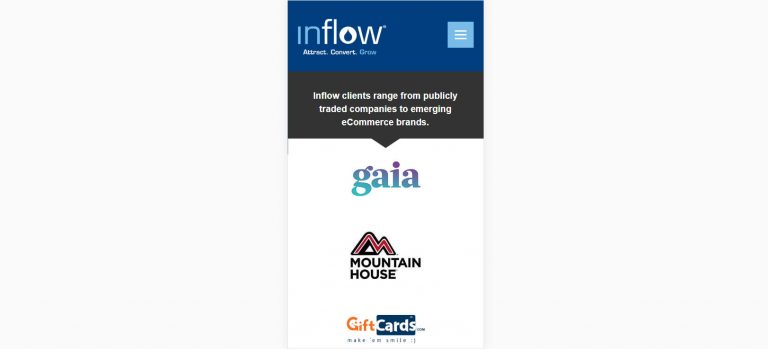 inflow
Attract. Convert. Grow
Inflow clients range from publicly
traded companies to emerging
eCommerce brands.
gaia
MOUNTAIN
HOUSE
GiftCards.COM
make 'em smile :)